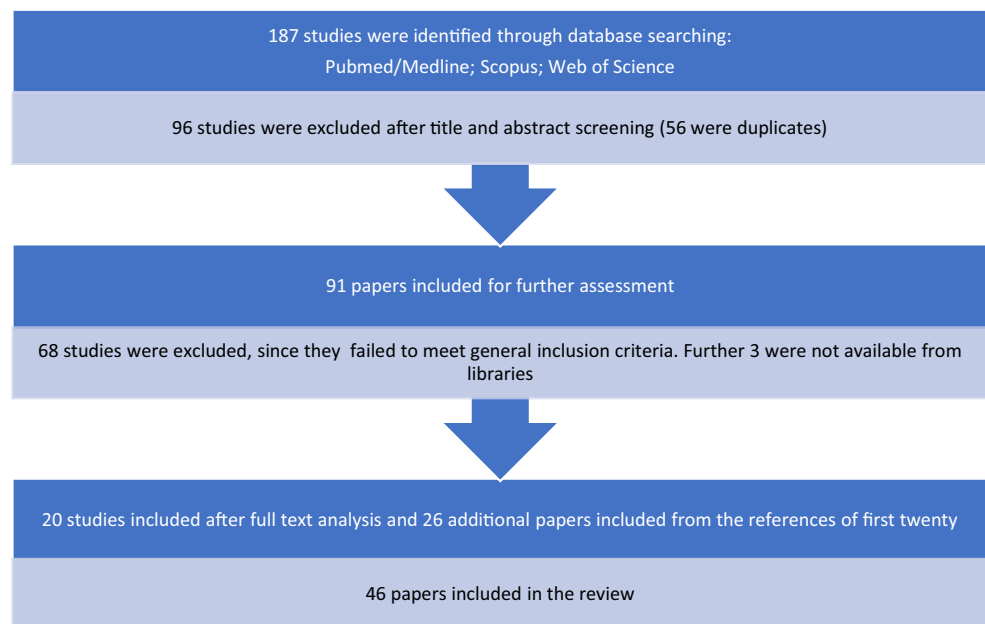 187 studies were identified through database searching:
Pubmed/Medline; Scopus; Web of Science
96 studies were excluded after title and abstract screening (56 were duplicates)
91 papers included for further assessment
68 studies were excluded, since they  failed to meet general inclusion criteria. Further 3 were not available from
libraries
20 studies included after full text analysis and 26 additional papers included from the references of first twenty
46 papers included in the review